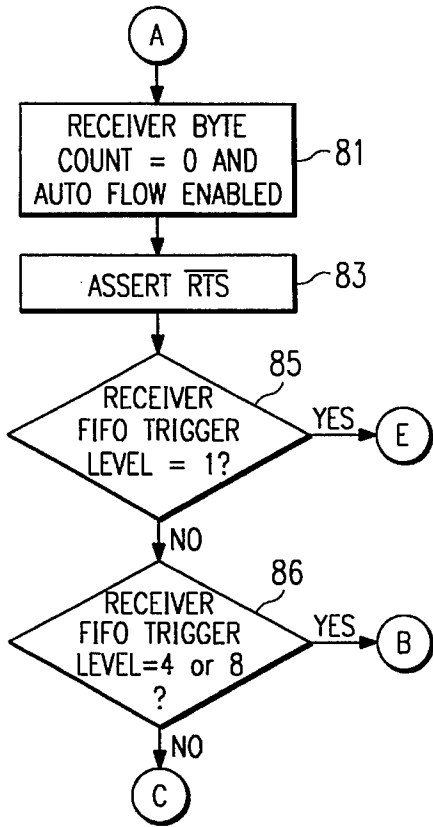 A
RECEIVER BYTE
COUNT = 0 AND
AUTO FLOW ENABLED
81
ASSERT R̅T̅S̅
83
85
RECEIVER
FIFO TRIGGER
LEVEL = 1?
YES
E
NO
86
RECEIVER
FIFO TRIGGER
LEVEL=4 or 8
?
YES
B
NO
C